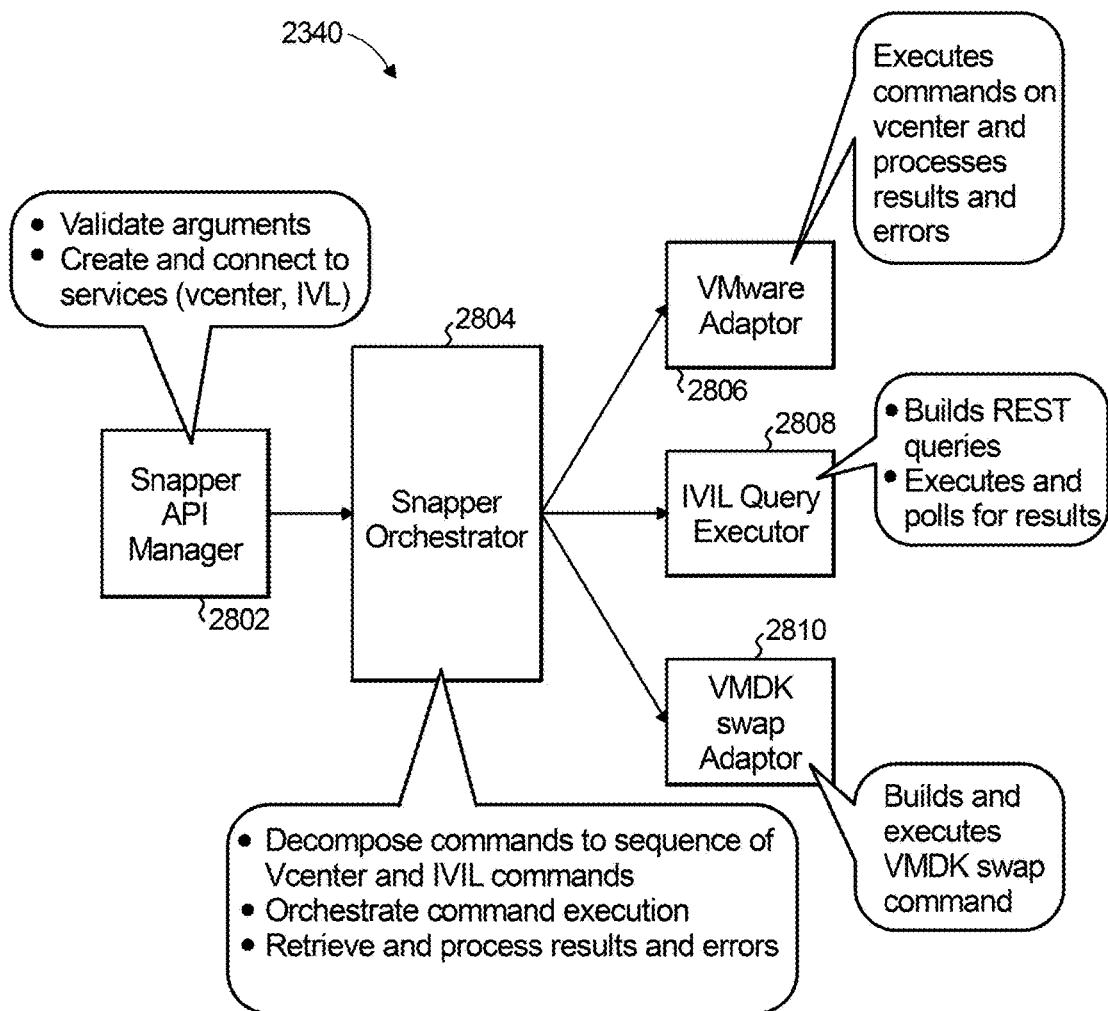 2340
Executes
commands on
vcenter and
processes
results and
errors
• Validate arguments
• Create and connect to
services (vcenter, IVL)
2804
VMware
Adaptor
2806
2808
• Builds REST
queries
• Executes and
polls for results
Snapper
API
Manager
2802
Snapper
Orchestrator
IVIL Query
Executor
2810
VMDK
swap
Adaptor
Builds and
executes
VMDK swap
command
• Decompose commands to sequence of
Vcenter and IVIL commands
• Orchestrate command execution
• Retrieve and process results and errors